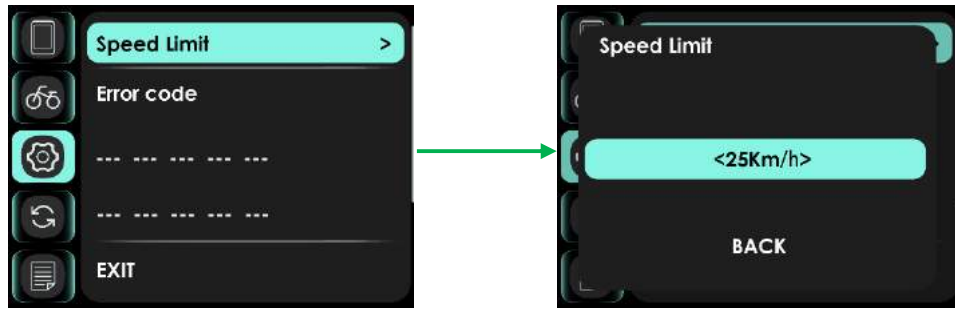 Speed Limit >
Error code
--- --- --- --- ---
--- --- --- --- ---
EXIT
Speed Limit
<25Km/h>
BACK